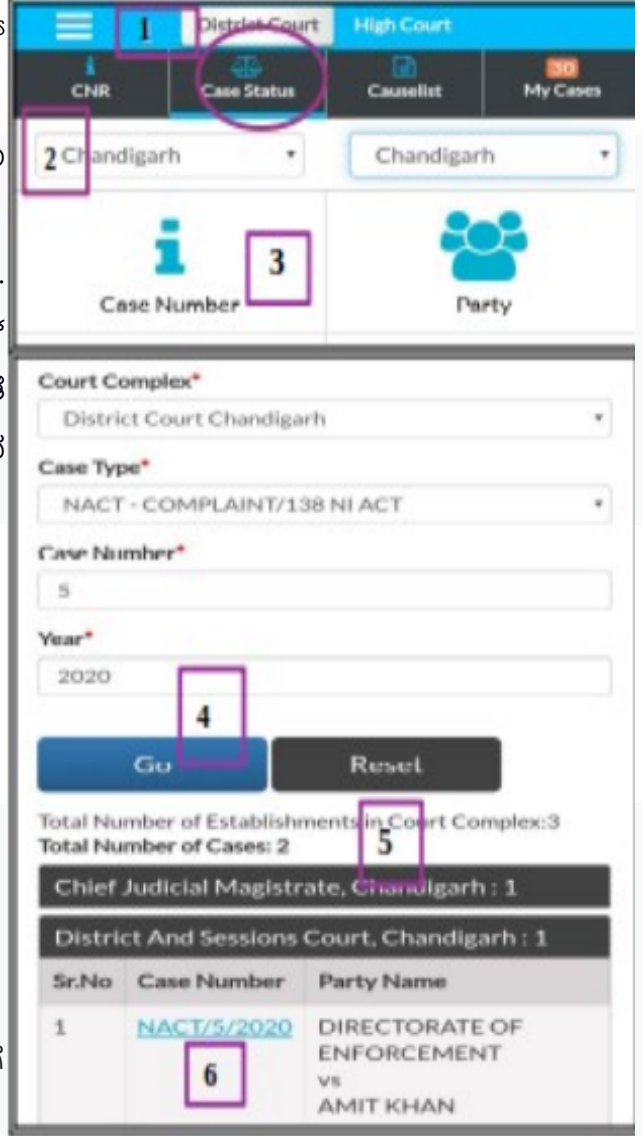 1 District Court High Court
CNR Case Status Causelist 30 My Cases
2 Chandigarh Chandigarh
3
Case Number Party
Court Complex*
District Court Chandigarh
Case Type*
NACT - COMPLAINT/138 NI ACT
Case Number*
5
Year*
2020
4
Go Reset
Total Number of Establishments in Court Complex:3
Total Number of Cases: 2
5
Chief Judicial Magistrate, Chandigarh : 1
District And Sessions Court, Chandigarh : 1
Sr.No Case Number Party Name
1 NACT/5/2020 DIRECTORATE OF
ENFORCEMENT
6 vs
AMIT KHAN